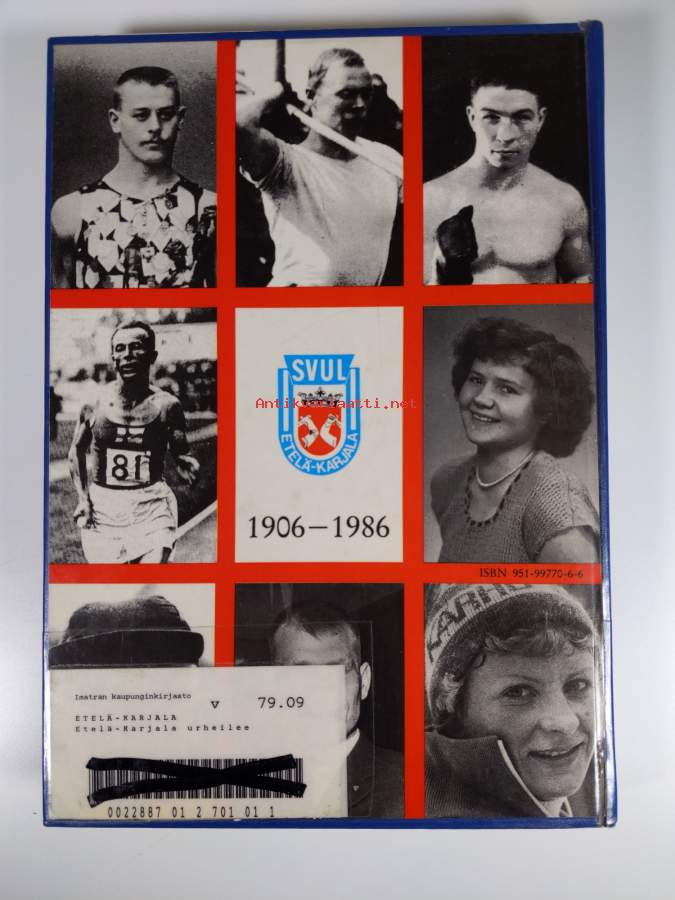 SVUL
Antikvariaatti.net
ETELÄ-KARJALA
81
1906–1986
ISBN 951-99770-6-6
KARHU
Imatran kaupunginkirjasto
V 79.09
ETELÄ-KARJALA
Etelä-Karjala urheilee
0022887 01 2 701 01 1